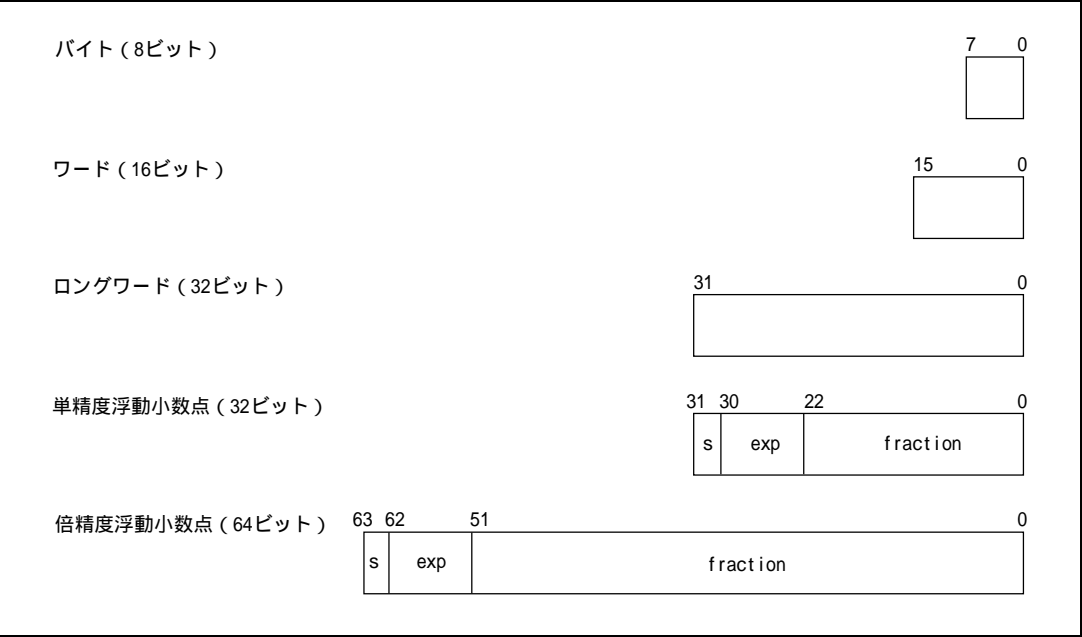 バイト(8ビット)
7 0
ワード(16ビット)
15 0
ロングワード(32ビット)
31 0
単精度浮動小数点(32ビット)
31 30 22 0
s exp fraction
倍精度浮動小数点(64ビット)
63 62 51 0
s exp fraction